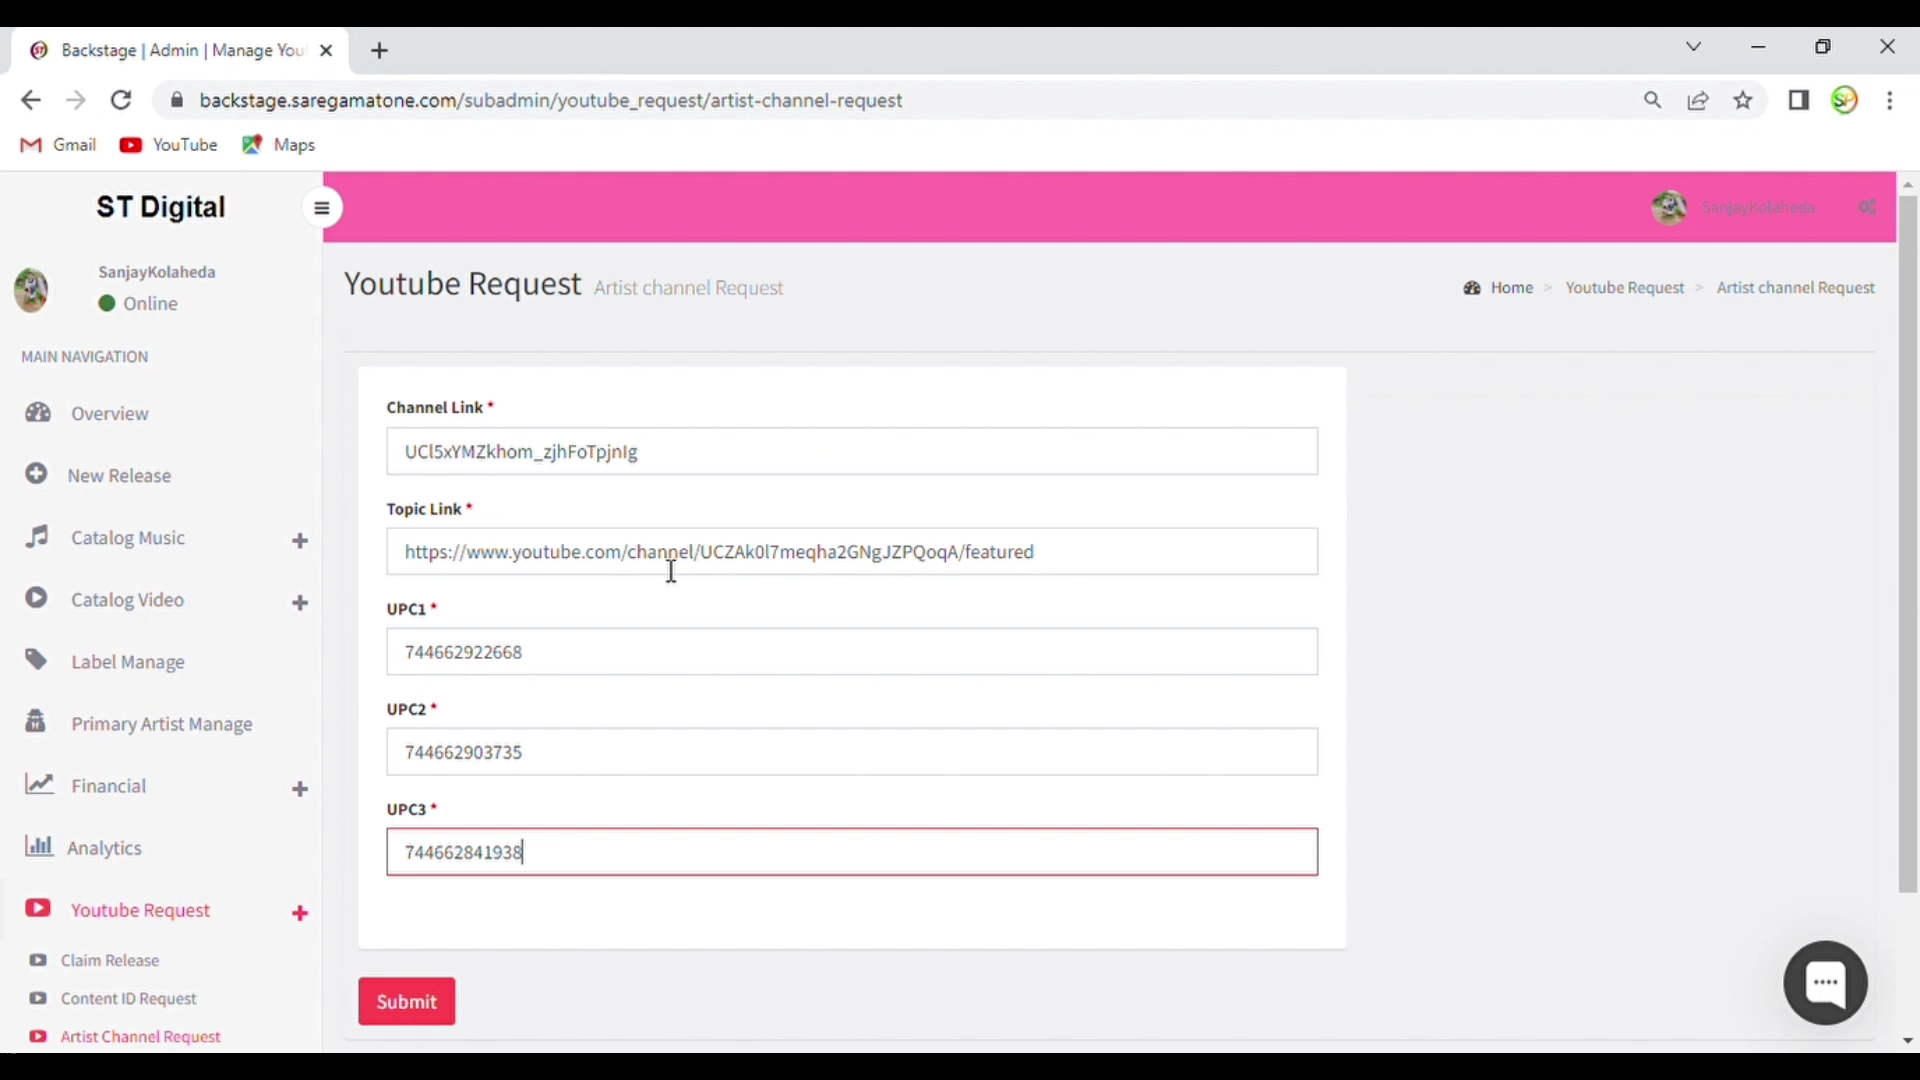 Backstage | Admin | Manage You
backstage.saregamatone.com/subadmin/youtube_request/artist-channel-request
Gmail YouTube Maps
ST Digital
SanjayKolaheda
SanjayKolaheda
Online
Youtube Request Artist channel Request
Home > Youtube Request > Artist channel Request
MAIN NAVIGATION
Overview
New Release
Catalog Music
Catalog Video
Label Manage
Primary Artist Manage
Financial
Analytics
Youtube Request
Claim Release
Content ID Request
Artist Channel Request
Channel Link *
UCl5xYMZkhom_zjhFoTpjnIg
Topic Link *
https://www.youtube.com/channel/UCZAk0l7meqha2GNgJZPQoqA/featured
UPC1 *
744662922668
UPC2 *
744662903735
UPC3 *
744662841938
Submit